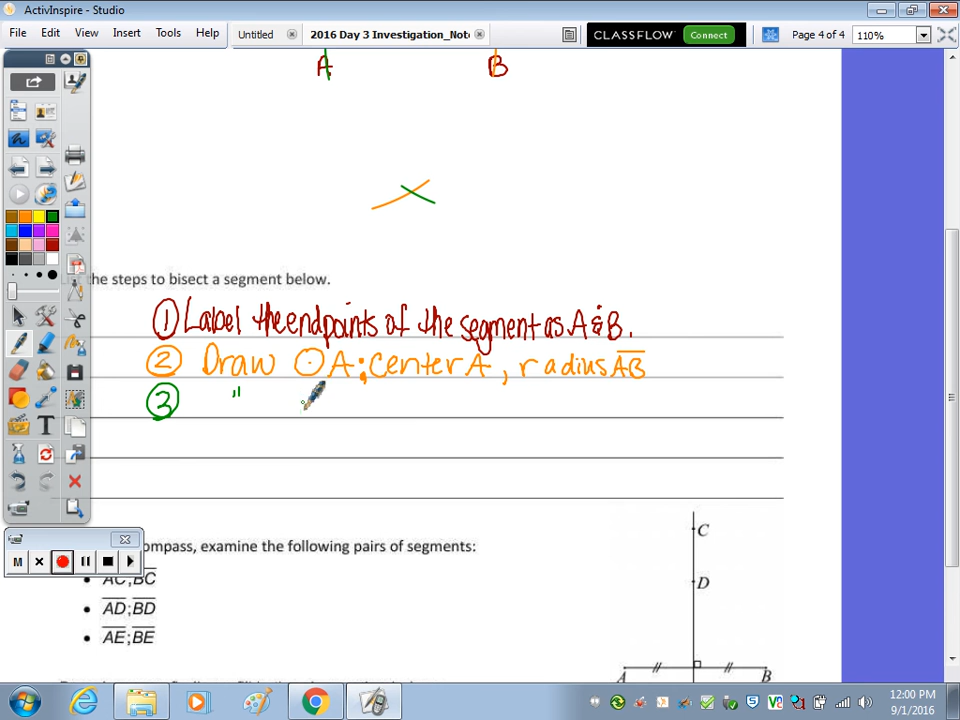 ActivInspire - Studio
File Edit View Insert Tools Help Untitled 2016 Day 3 Investigation_Not CLASSFLOW Connect Page 4 of 4 110%
A B
the steps to bisect a segment below.
① Label the endpoints of the segment as A & B.
② Draw ⊙A: center A, radius AB
③ "
ompass, examine the following pairs of segments:
• AC; BC
• AD; BD
• AE; BE
C
D
A B
M
12:00 PM
9/1/2016